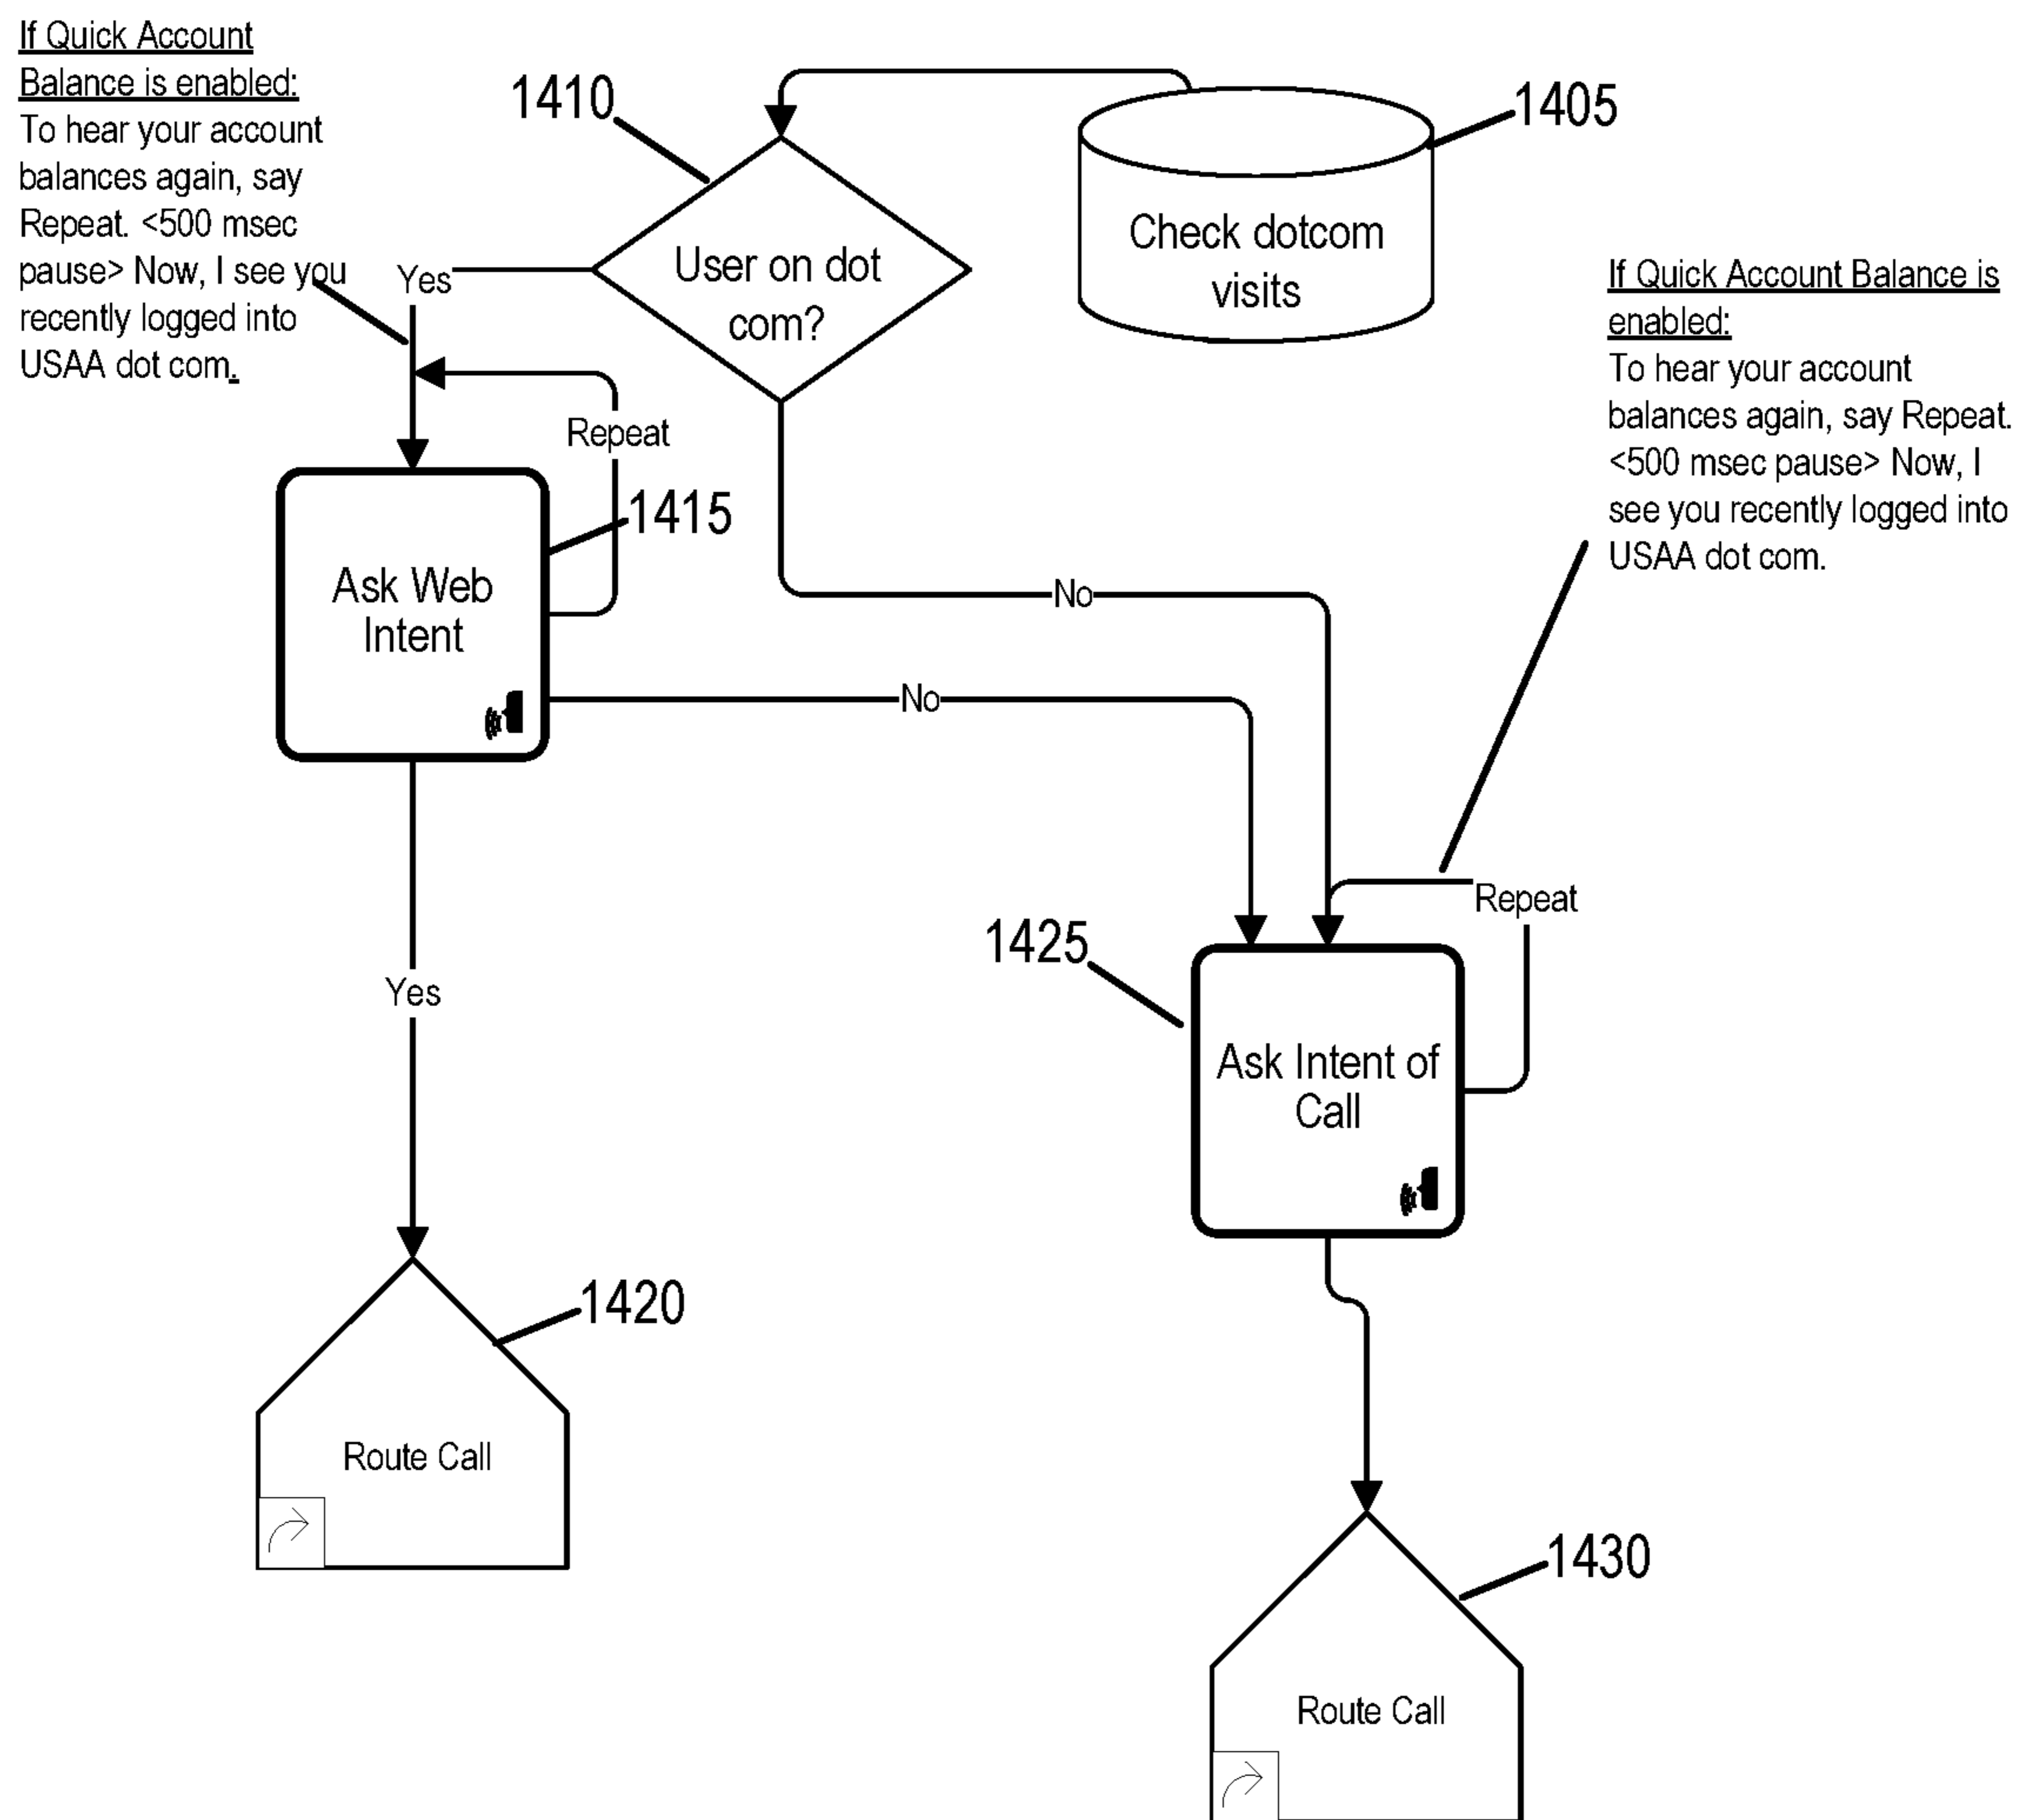 If Quick Account
Balance is enabled:
To hear your account
balances again, say
Repeat. <500 msec
pause> Now, I see you
recently logged into
USAA dot com.
1410
1405
User on dot
com?
Check dotcom
visits
Yes
If Quick Account Balance is
enabled:
To hear your account
balances again, say Repeat.
<500 msec pause> Now, I
see you recently logged into
USAA dot com.
Repeat
1415
Ask Web
Intent
No
No
Repeat
1425
Yes
Ask Intent of
Call
1420
Route Call
1430
Route Call